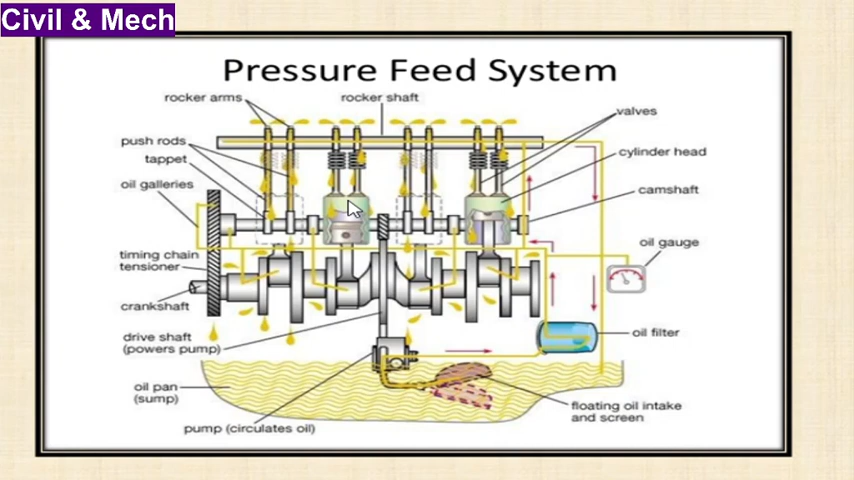 Civil & Mech
Pressure Feed System
rocker arms
rocker shaft
valves
push rods
cylinder head
tappet
oil galleries
camshaft
oil gauge
timing chain
tensioner
crankshaft
drive shaft
(powers pump)
oil filter
oil pan
(sump)
floating oil intake
and screen
pump (circulates oil)